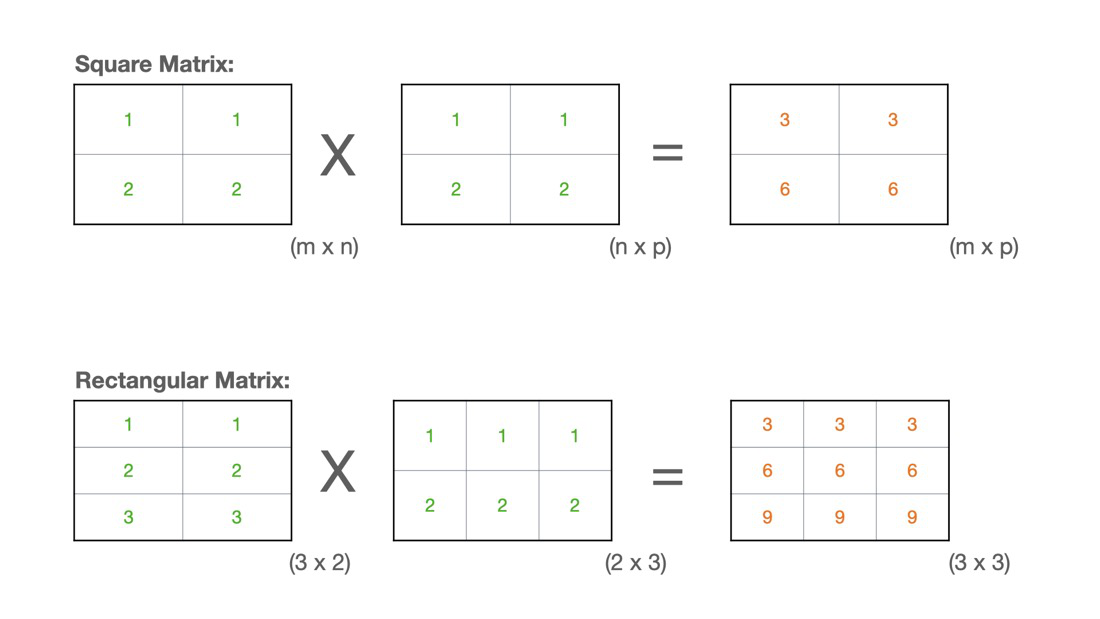 Square Matrix:
1 1 X 1 1 = 3 3
2 2 2 2 6 6
(m x n) (n x p) (m x p)
Rectangular Matrix:
1 1 1 1 1 3 3 3
2 2 X = 6 6 6
3 3 2 2 2 9 9 9
(3 x 2) (2 x 3) (3 x 3)